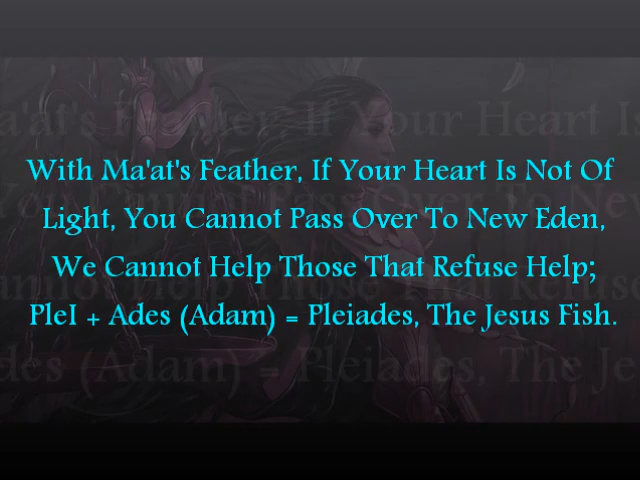 With Ma'at's Feather, If Your Heart Is Not Of
Light, You Cannot Pass Over To New Eden,
We Cannot Help Those That Refuse Help;
PleI + Ades (Adam) = Pleiades, The Jesus Fish.